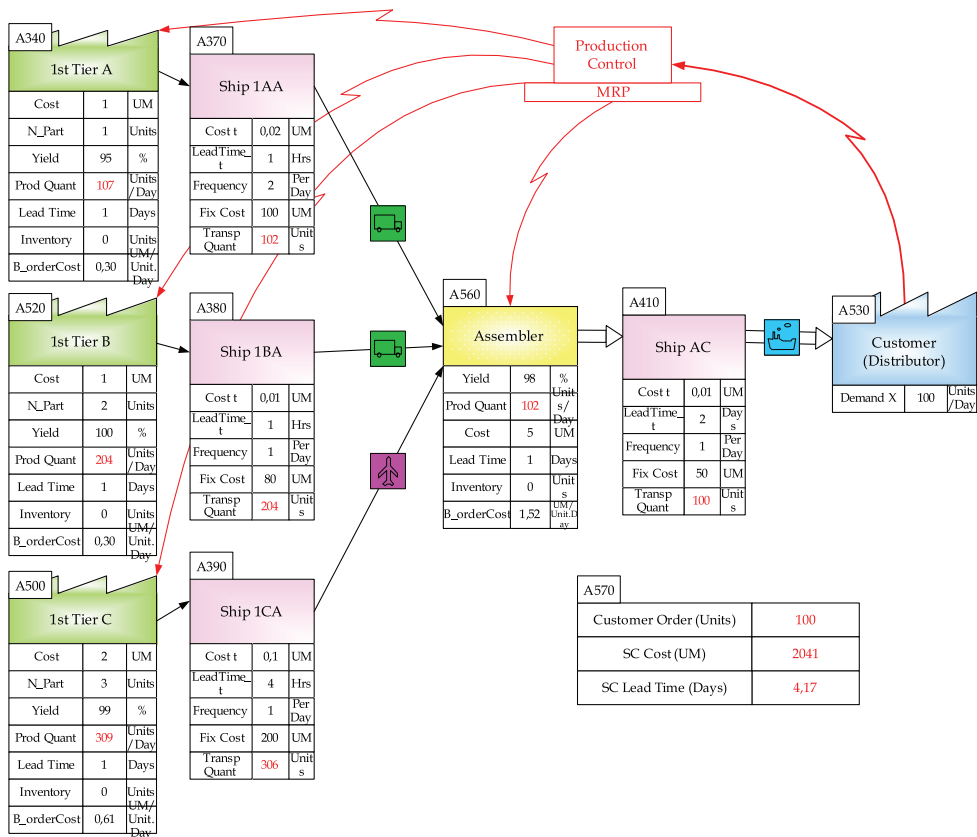 A340
1st Tier A
Cost 1 UM
N_Part 1 Units
Yield 95 %
Prod Quant 107 Units
/Day
Lead Time 1 Days
Inventory 0 Units
B_orderCost 0,30 UM/
Unit.
Day
A370
Ship 1AA
Cost t 0,02 UM
LeadTime_
t 1 Hrs
Frequency 2 Per
Day
Fix Cost 100 UM
Transp
Quant 102 Unit
s
Production
Control
MRP
A520
1st Tier B
Cost 1 UM
N_Part 2 Units
Yield 100 %
Prod Quant 204 Units
/Day
Lead Time 1 Days
Inventory 0 Units
B_orderCost 0,30 UM/
Unit.
Day
A380
Ship 1BA
Cost t 0,01 UM
LeadTime_
t 1 Hrs
Frequency 1 Per
Day
Fix Cost 80 UM
Transp
Quant 204 Unit
s
A560
Assembler
Yield 98 %
Prod Quant 102 Unit
s/
Day
Cost 5 UM
Lead Time 1 Days
Inventory 0 Unit
s
B_orderCost 1,52 UM/
Unit.D
ay
A410
Ship AC
Cost t 0,01 UM
LeadTime_
t 2 Day
s
Frequency 1 Per
Day
Fix Cost 50 UM
Transp
Quant 100 Unit
s
A530
Customer
(Distributor)
Demand X 100 Units
/Day
A500
1st Tier C
Cost 2 UM
N_Part 3 Units
Yield 99 %
Prod Quant 309 Units
/Day
Lead Time 1 Days
Inventory 0 Units
B_orderCost 0,61 UM/
Unit.
Day
A390
Ship 1CA
Cost t 0,1 UM
LeadTime_
t 4 Hrs
Frequency 1 Per
Day
Fix Cost 200 UM
Transp
Quant 306 Unit
s
A570
Customer Order (Units) 100
SC Cost (UM) 2041
SC Lead Time (Days) 4,17